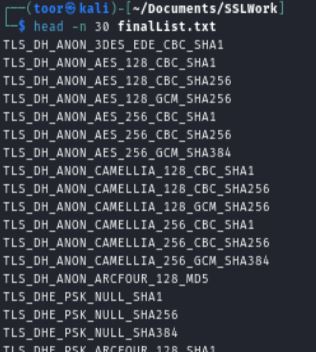 (toor㉿kali)-[~/Documents/SSLWork]
$ head -n 30 finalList.txt
TLS_DH_ANON_3DES_EDE_CBC_SHA1
TLS_DH_ANON_AES_128_CBC_SHA1
TLS_DH_ANON_AES_128_CBC_SHA256
TLS_DH_ANON_AES_128_GCM_SHA256
TLS_DH_ANON_AES_256_CBC_SHA1
TLS_DH_ANON_AES_256_CBC_SHA256
TLS_DH_ANON_AES_256_GCM_SHA384
TLS_DH_ANON_CAMELLIA_128_CBC_SHA1
TLS_DH_ANON_CAMELLIA_128_CBC_SHA256
TLS_DH_ANON_CAMELLIA_128_GCM_SHA256
TLS_DH_ANON_CAMELLIA_256_CBC_SHA1
TLS_DH_ANON_CAMELLIA_256_CBC_SHA256
TLS_DH_ANON_CAMELLIA_256_GCM_SHA384
TLS_DH_ANON_ARCFOUR_128_MD5
TLS_DHE_PSK_NULL_SHA1
TLS_DHE_PSK_NULL_SHA256
TLS_DHE_PSK_NULL_SHA384
TLS_DHE_PSK_ARCFOUR_128_SHA1